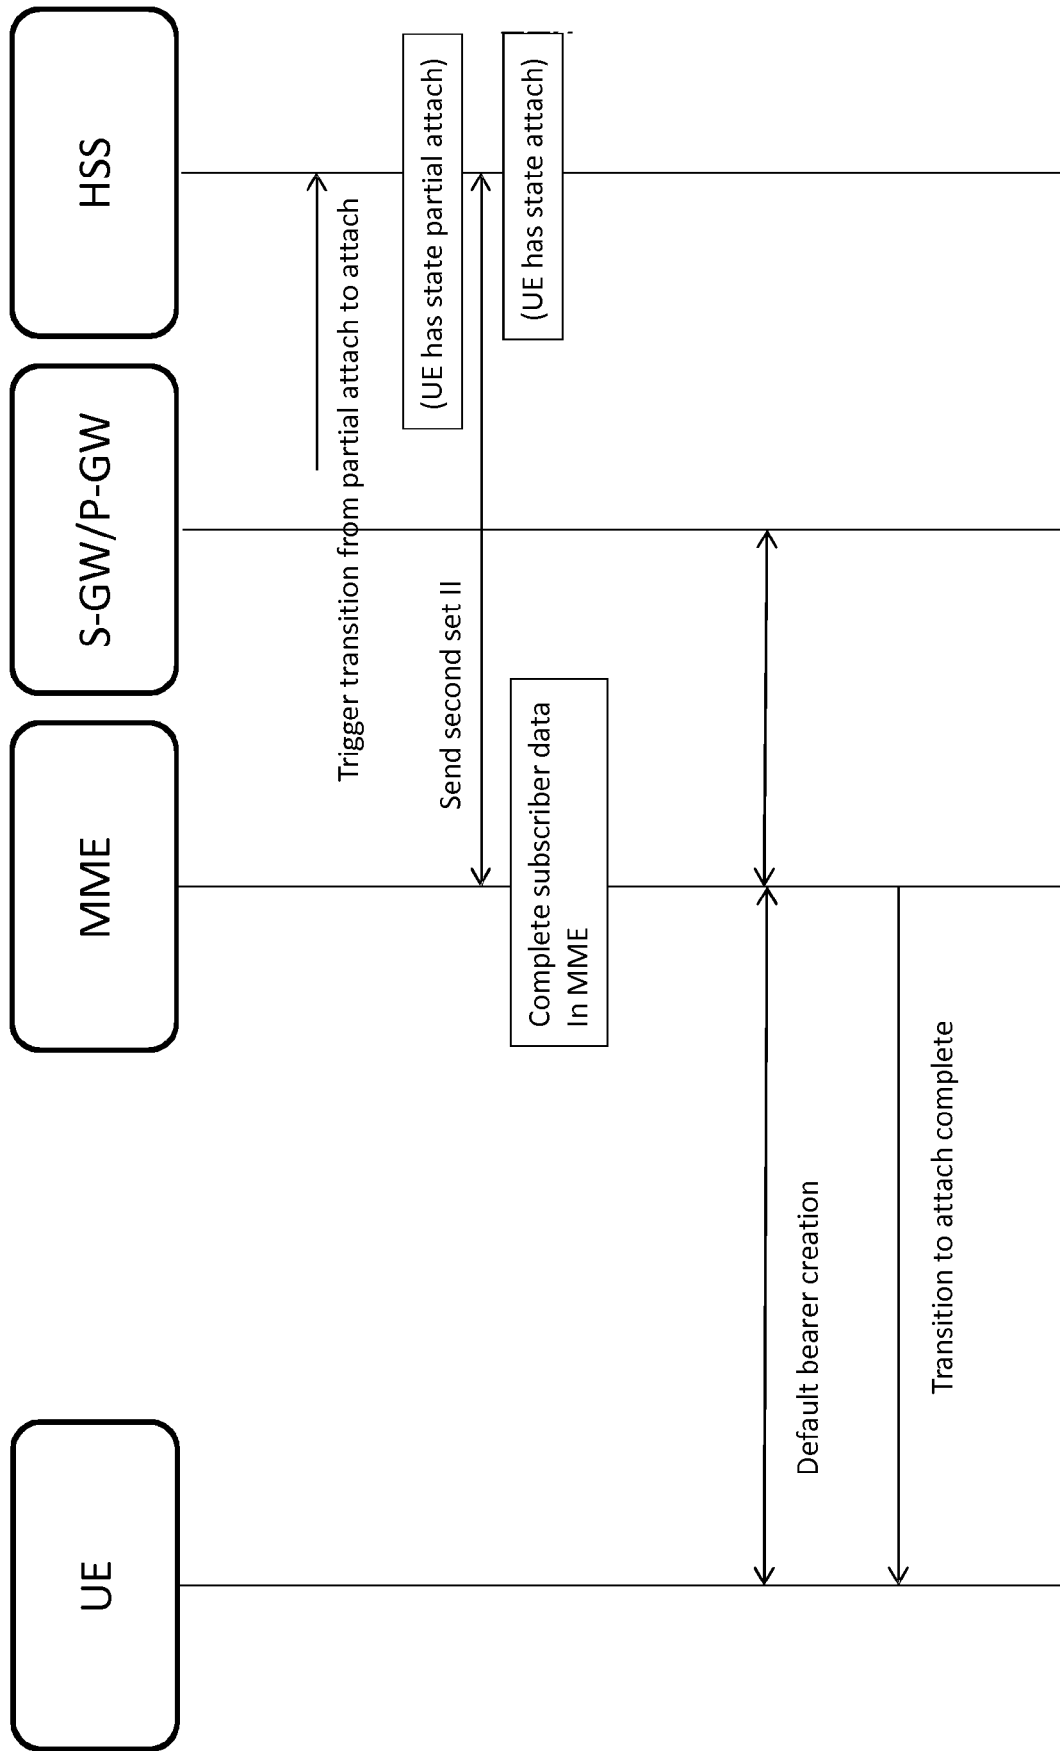 UE
MME
S-GW/P-GW
HSS
Trigger transition from partial attach to attach
(UE has state partial attach)
Send second set II
(UE has state attach)
Complete subscriber data
In MME
Default bearer creation
Transition to attach complete